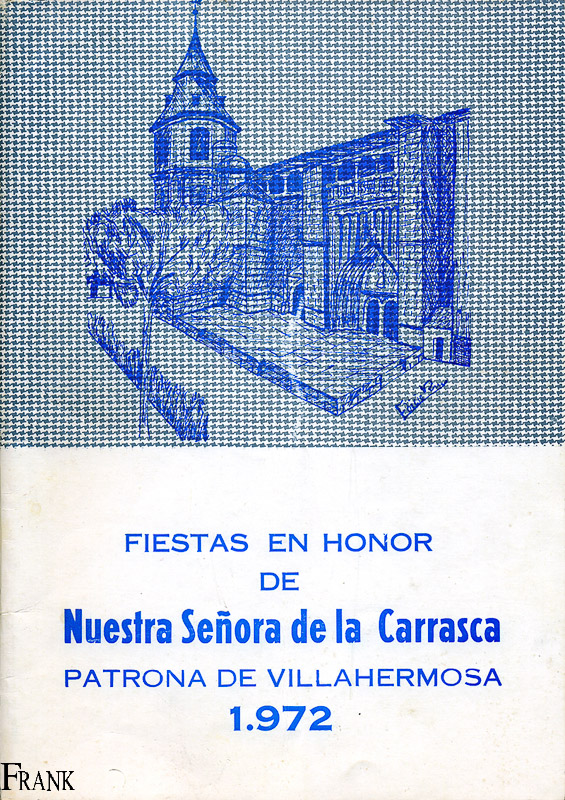 FIESTAS EN HONOR
DE
Nuestra Señora de la Carrasca
PATRONA DE VILLAHERMOSA
1.972
FRANK